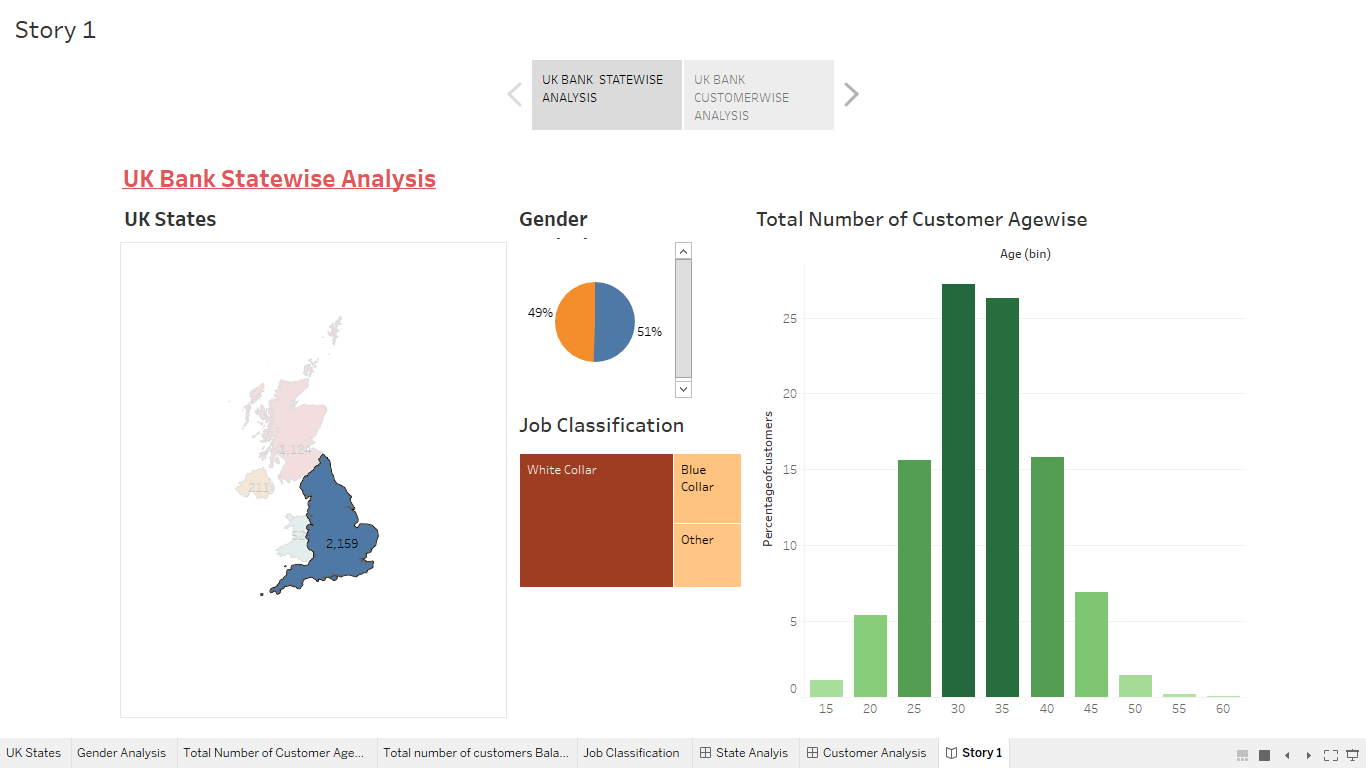 Story 1
UK BANK STATEWISE
ANALYSIS
UK BANK
CUSTOMERWISE
ANALYSIS
UK Bank Statewise Analysis
UK States
1,124
211
52
2,159
Gender
49%
51%
Job Classification
White Collar
Blue
Collar
Other
Total Number of Customer Agewise
Age (bin)
Percentageofcustomers
25
20
15
10
5
0
15 20 25 30 35 40 45 50 55 60
UK States Gender Analysis Total Number of Customer Age... Total number of customers Bala... Job Classification State Analyis Customer Analysis Story 1